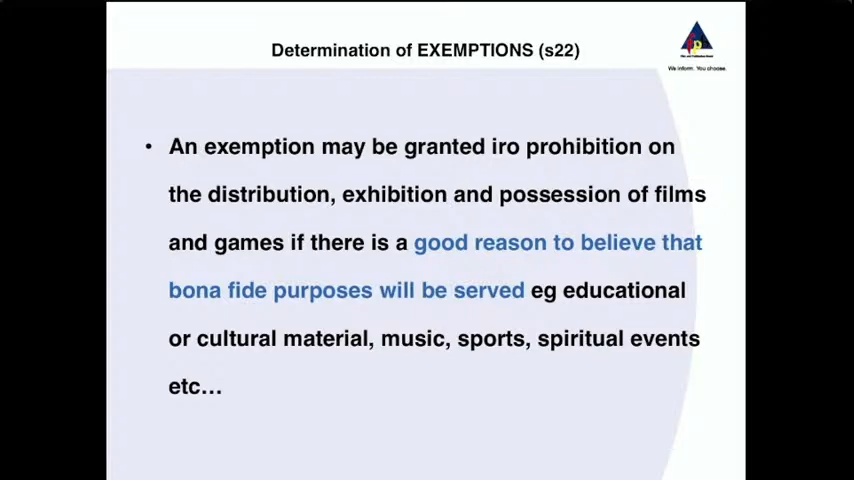 Determination of EXEMPTIONS (s22)
We inform. You choose.
• An exemption may be granted iro prohibition on
the distribution, exhibition and possession of films
and games if there is a good reason to believe that
bona fide purposes will be served eg educational
or cultural material, music, sports, spiritual events
etc…